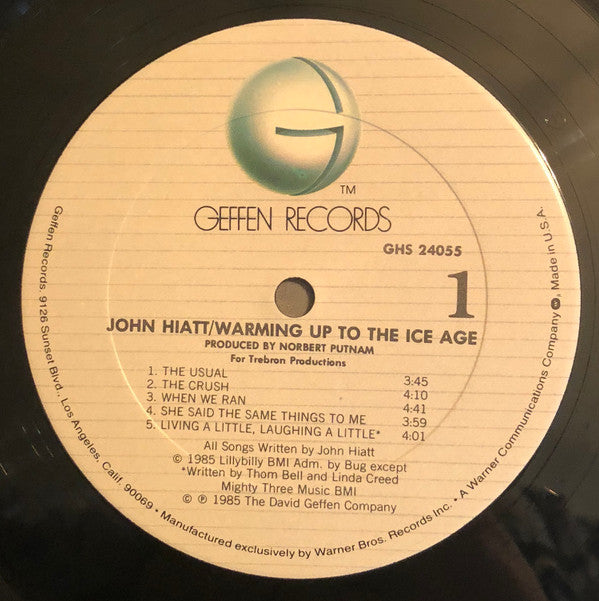 TM
GEFFEN RECORDS
GHS 24055
1
JOHN HIATT/WARMING UP TO THE ICE AGE
PRODUCED BY NORBERT PUTNAM
For Trebron Productions
1. THE USUAL 3:45
2. THE CRUSH 4:10
3. WHEN WE RAN 4:41
4. SHE SAID THE SAME THINGS TO ME 3:59
5. LIVING A LITTLE, LAUGHING A LITTLE* 4:01
All Songs Written by John Hiatt
© 1985 Lillybilly BMI Adm. by Bug except
*Written by Thom Bell and Linda Creed
Mighty Three Music BMI
© ℗ 1985 The David Geffen Company
Geffen Records, 9126 Sunset Blvd., Los Angeles, Calif. 90069 • Manufactured exclusively by Warner Bros. Records Inc. • A Warner Communications Company, Made in U.S.A.